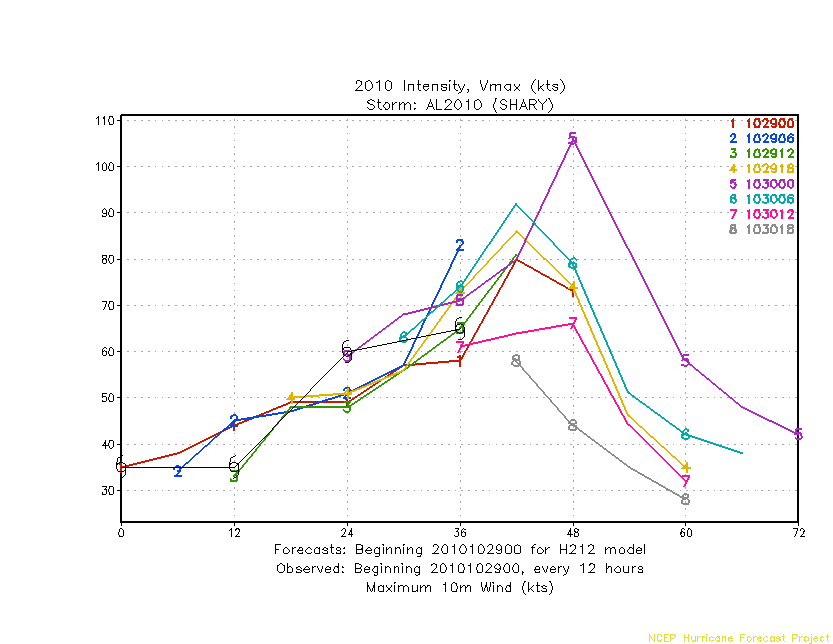 2010 Intensity, Vmax (kts)
Storm: AL2010 (SHARY)
1 102900
2 102906
3 102912
4 102918
5 103000
6 103006
7 103012
8 103018
110
100
90
80
70
60
50
40
30
0 12 24 36 48 60 72
Forecasts: Beginning 2010102900 for H212 model
Observed: Beginning 2010102900, every 12 hours
Maximum 10m Wind (kts)
NCEP Hurricane Forecast Project